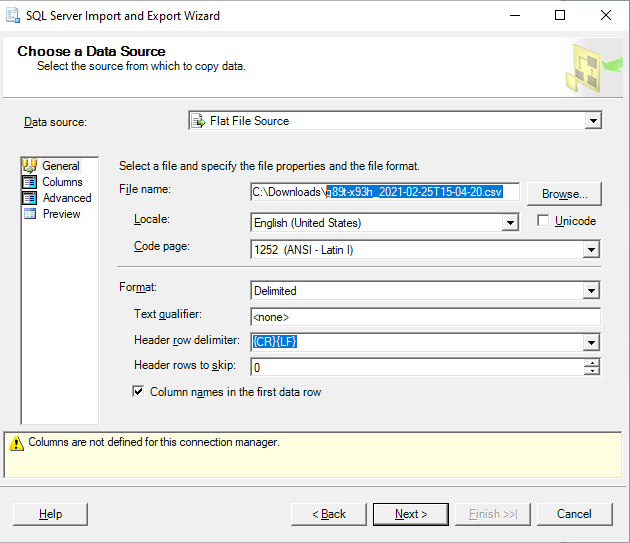 SQL Server Import and Export Wizard
Choose a Data Source
Select the source from which to copy data.
Data source:
Flat File Source
General
Columns
Advanced
Preview
Select a file and specify the file properties and the file format.
File name:
C:\Downloads\g89t-x93h_2021-02-25T15-04-20.csv
Browse...
Locale:
English (United States)
Unicode
Code page:
1252 (ANSI - Latin I)
Format:
Delimited
Text qualifier:
<none>
Header row delimiter:
{CR}{LF}
Header rows to skip:
0
Column names in the first data row
Columns are not defined for this connection manager.
Help
< Back
Next >
Finish >>|
Cancel